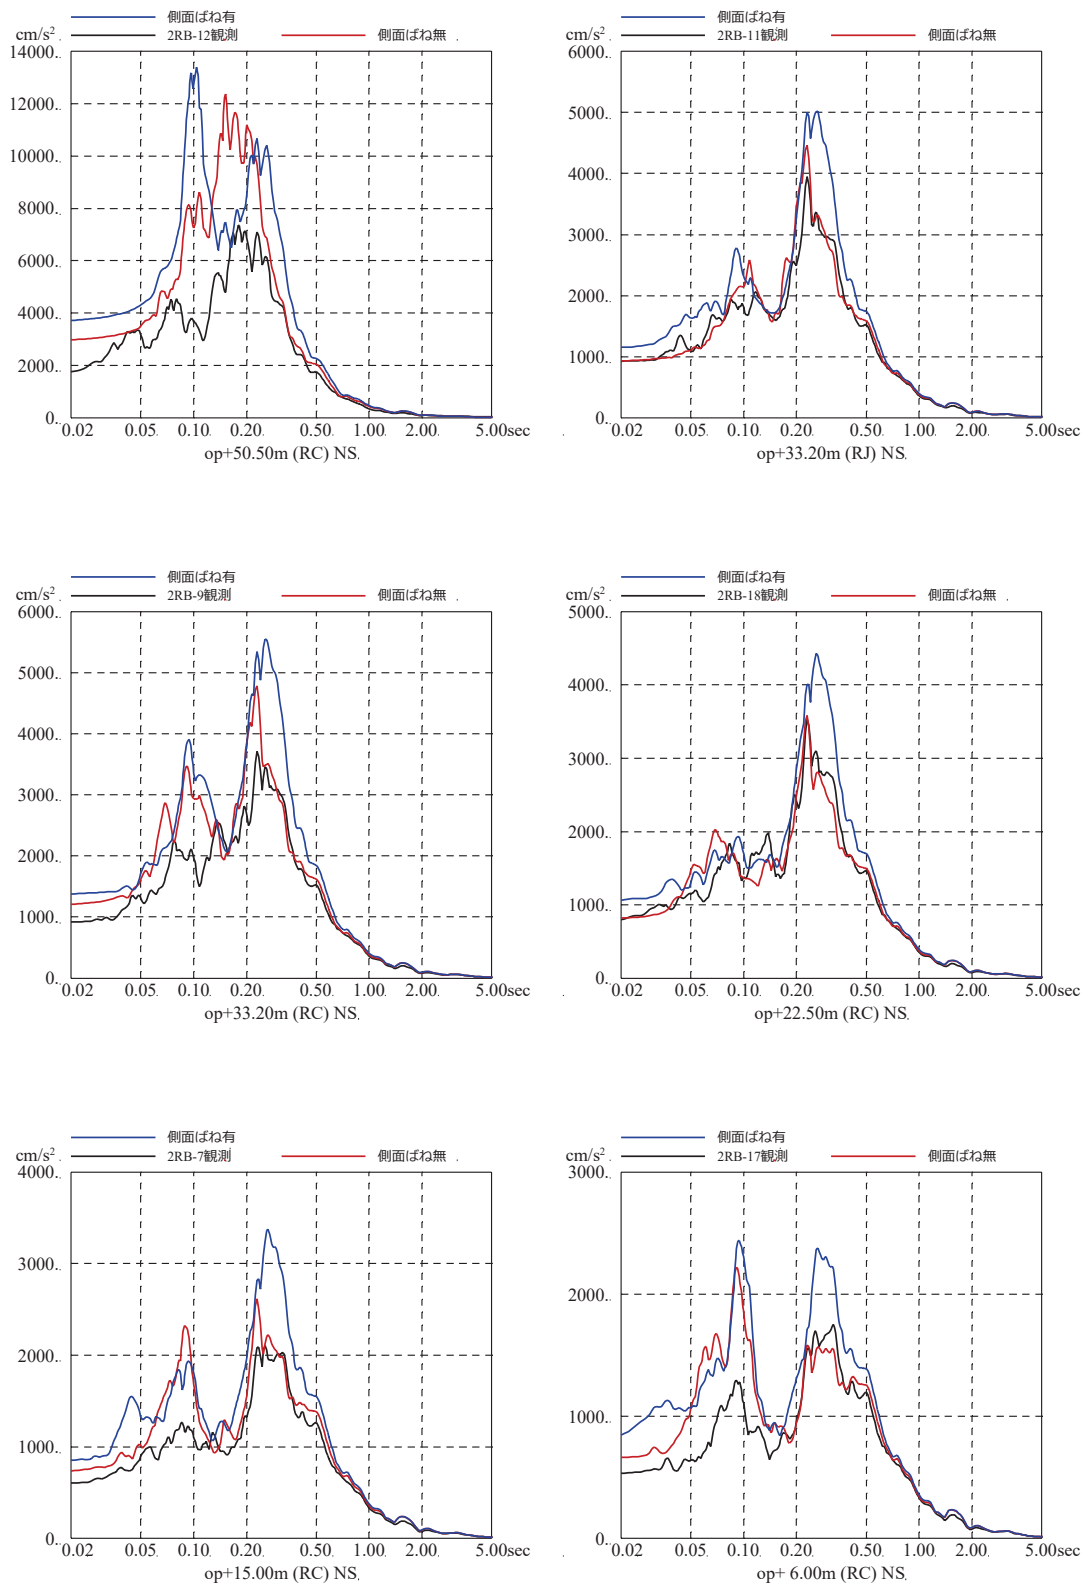 側面ばね有
cm/s² 2RB-12観測 側面ばね無
14000.
12000.
10000.
8000.
6000.
4000.
2000.
0.
0.02 0.05 0.10 0.20 0.50 1.00 2.00 5.00sec
op+50.50m (RC) NS
側面ばね有
cm/s² 2RB-11観測 側面ばね無
6000.
5000.
4000.
3000.
2000.
1000.
0.
0.02 0.05 0.10 0.20 0.50 1.00 2.00 5.00sec
op+33.20m (RJ) NS
側面ばね有
cm/s² 2RB-9観測 側面ばね無
6000.
5000.
4000.
3000.
2000.
1000.
0.
0.02 0.05 0.10 0.20 0.50 1.00 2.00 5.00sec
op+33.20m (RC) NS
側面ばね有
cm/s² 2RB-18観測 側面ばね無
5000.
4000.
3000.
2000.
1000.
0.
0.02 0.05 0.10 0.20 0.50 1.00 2.00 5.00sec
op+22.50m (RC) NS
側面ばね有
cm/s² 2RB-7観測 側面ばね無
4000.
3000.
2000.
1000.
0.
0.02 0.05 0.10 0.20 0.50 1.00 2.00 5.00sec
op+15.00m (RC) NS
側面ばね有
cm/s² 2RB-17観測 側面ばね無
3000.
2000.
1000.
0.
0.02 0.05 0.10 0.20 0.50 1.00 2.00 5.00sec
op+ 6.00m (RC) NS